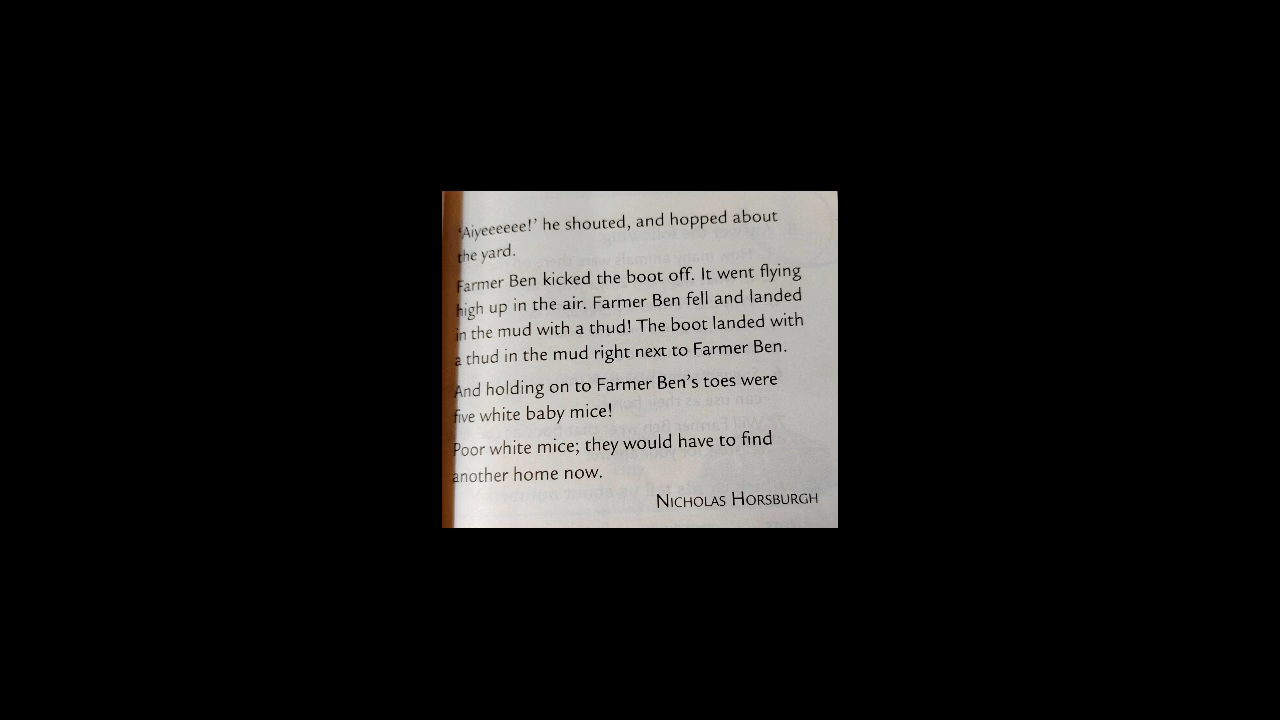 'Aiyeeeeee!' he shouted, and hopped about
the yard.
Farmer Ben kicked the boot off. It went flying
high up in the air. Farmer Ben fell and landed
in the mud with a thud! The boot landed with
a thud in the mud right next to Farmer Ben.
And holding on to Farmer Ben's toes were
five white baby mice!
Poor white mice; they would have to find
another home now.
NICHOLAS HORSBURGH